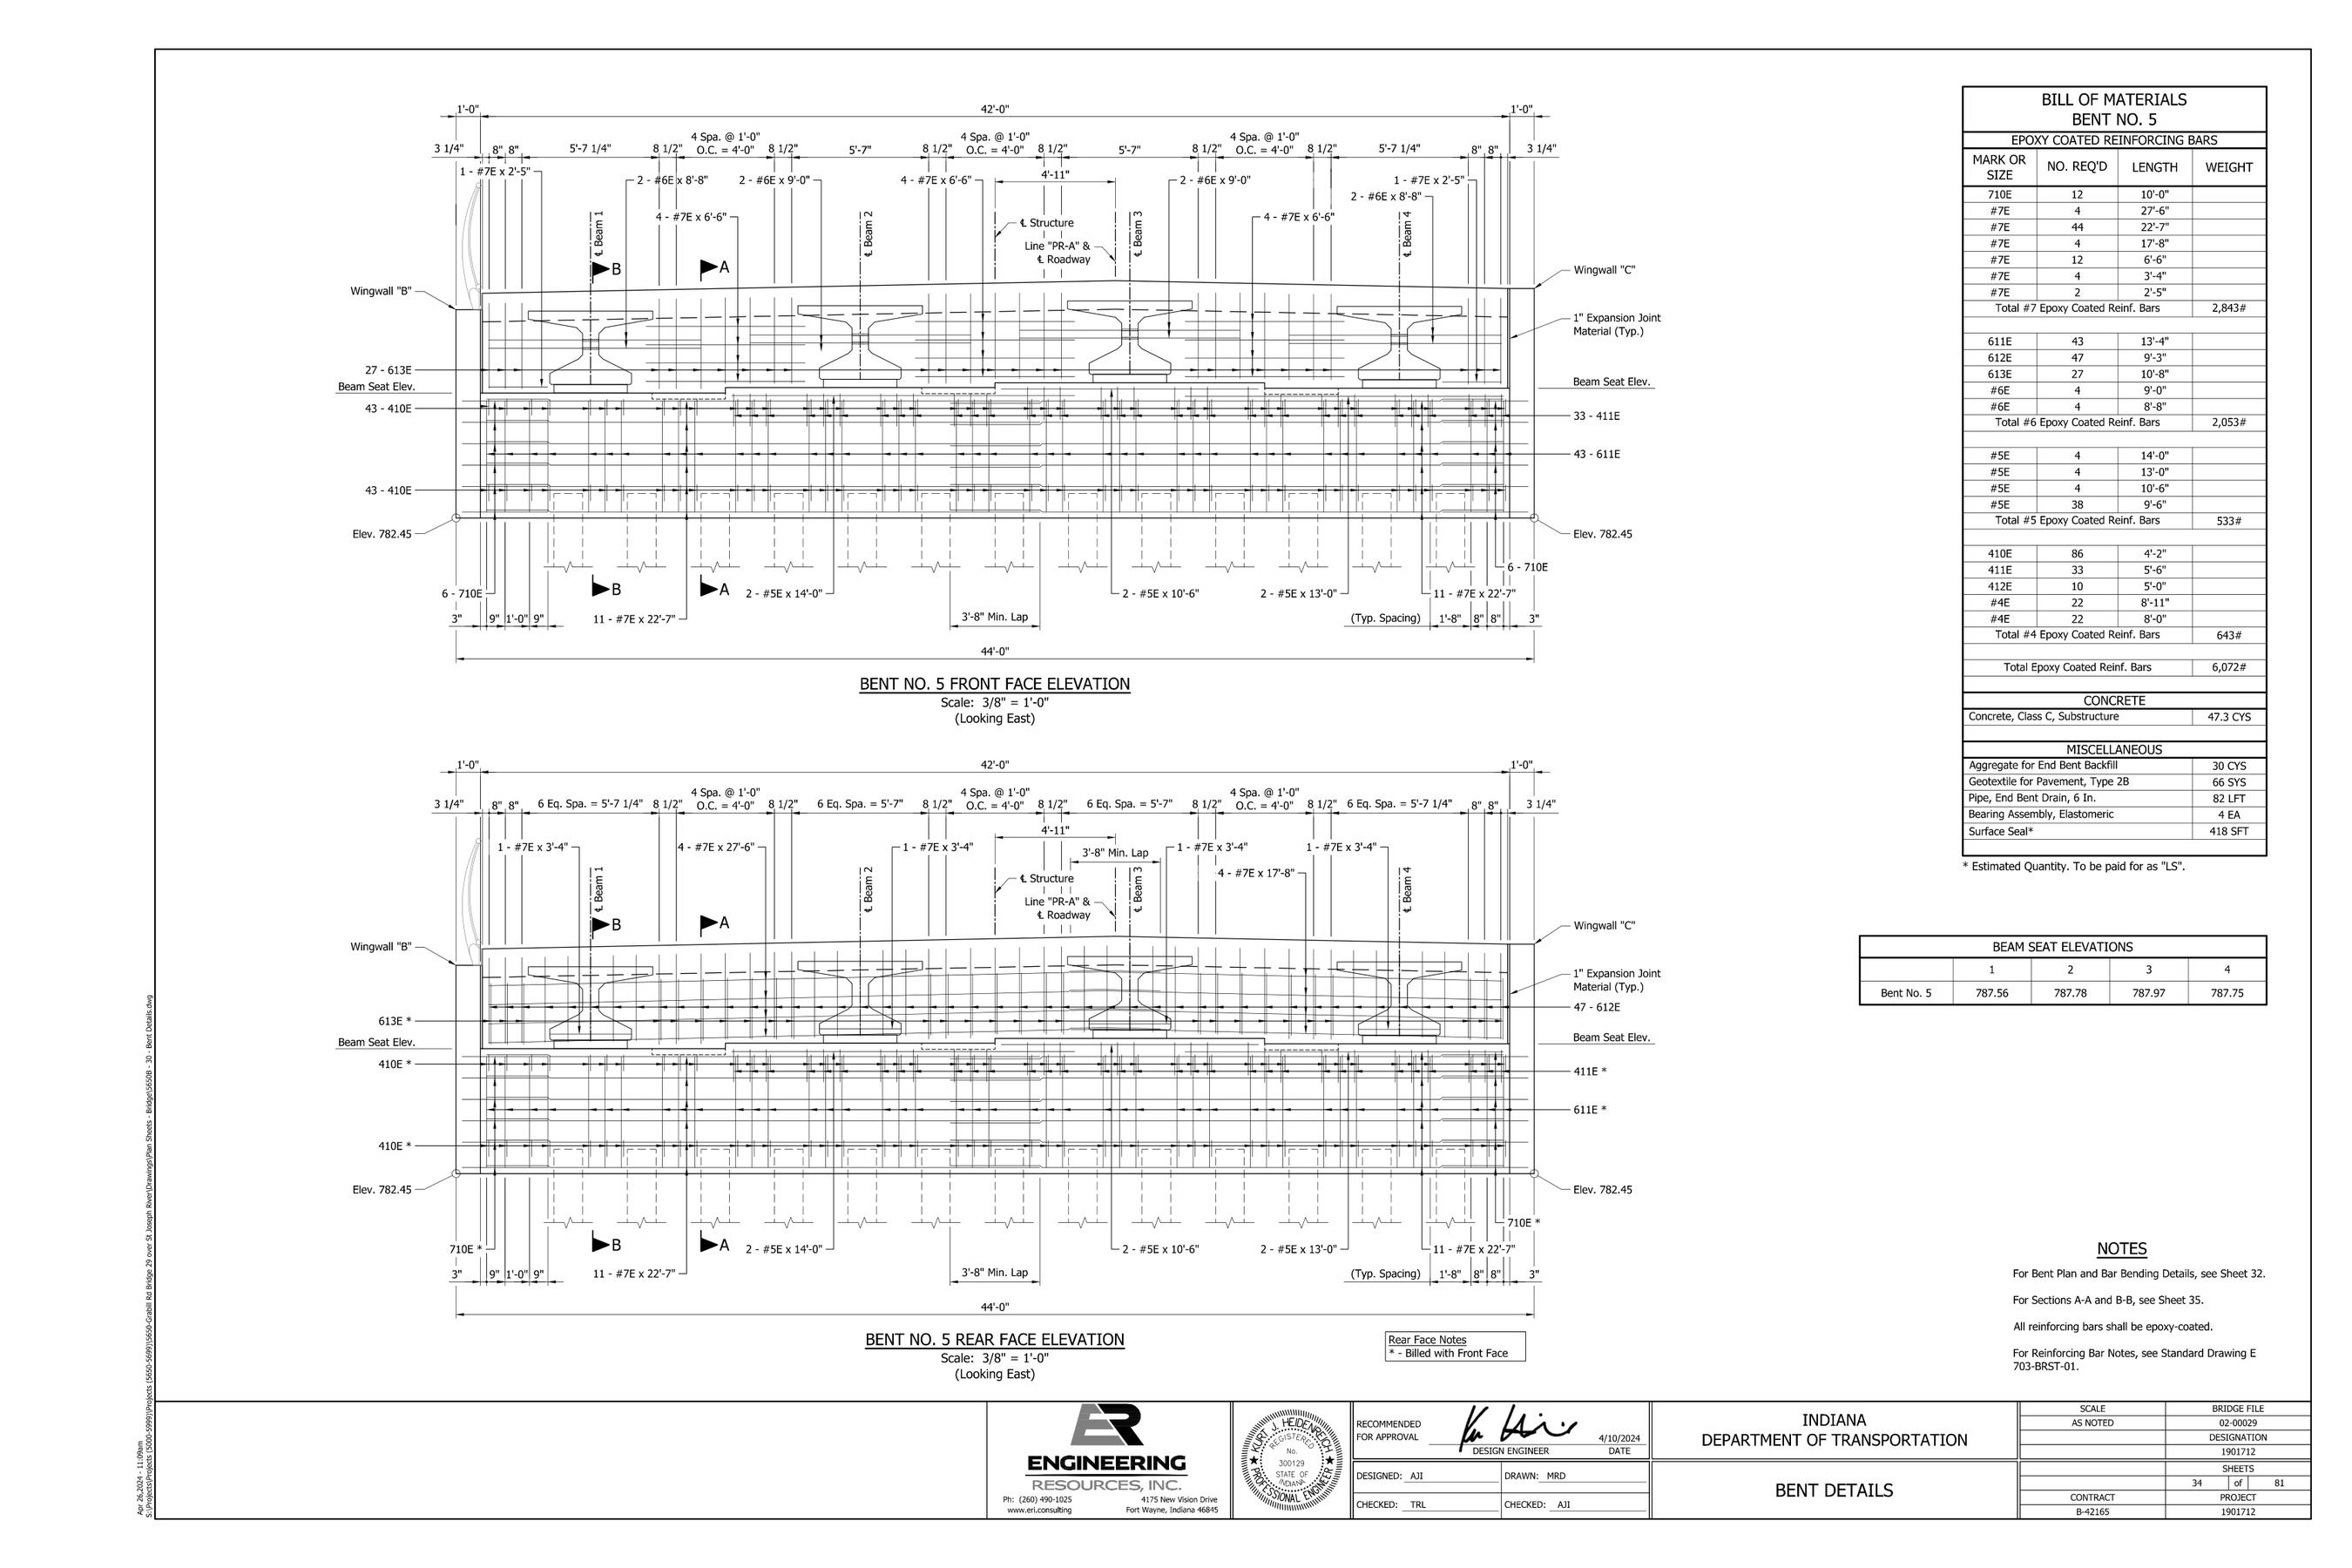 1'-0"
42'-0"
1'-0"
4 Spa. @ 1'-0"
4 Spa. @ 1'-0"
4 Spa. @ 1'-0"
3 1/4"
8"
8"
5'-7 1/4"
8 1/2"
O.C. = 4'-0"
8 1/2"
5'-7"
8 1/2"
O.C. = 4'-0"
8 1/2"
5'-7"
8 1/2"
O.C. = 4'-0"
8 1/2"
5'-7 1/4"
8"
8"
3 1/4"
1 - #7E x 2'-5"
2 - #6E x 8'-8"
2 - #6E x 9'-0"
4 - #7E x 6'-6"
4'-11"
2 - #6E x 9'-0"
1 - #7E x 2'-5"
2 - #6E x 8'-8"
4 - #7E x 6'-6"
4 - #7E x 6'-6"
℄ Beam 1
℄ Beam 2
℄ Structure
℄ Beam 3
℄ Beam 4
Line "PR-A" &
℄ Roadway
B
A
Wingwall "B"
Wingwall "C"
1" Expansion Joint
Material (Typ.)
27 - 613E
Beam Seat Elev.
Beam Seat Elev.
43 - 410E
33 - 411E
43 - 611E
43 - 410E
Elev. 782.45
Elev. 782.45
6 - 710E
6 - 710E
B
A
2 - #5E x 14'-0"
2 - #5E x 10'-6"
2 - #5E x 13'-0"
11 - #7E x 22'-7"
3"
9"
1'-0"
9"
11 - #7E x 22'-7"
3'-8" Min. Lap
(Typ. Spacing)
1'-8"
8"
8"
3"
44'-0"
BENT NO. 5 FRONT FACE ELEVATION
Scale: 3/8" = 1'-0"
(Looking East)
1'-0"
42'-0"
1'-0"
4 Spa. @ 1'-0"
4 Spa. @ 1'-0"
4 Spa. @ 1'-0"
3 1/4"
8"
8"
6 Eq. Spa. = 5'-7 1/4"
8 1/2"
O.C. = 4'-0"
8 1/2"
6 Eq. Spa. = 5'-7"
8 1/2"
O.C. = 4'-0"
8 1/2"
6 Eq. Spa. = 5'-7"
8 1/2"
O.C. = 4'-0"
8 1/2"
6 Eq. Spa. = 5'-7 1/4"
8"
8"
3 1/4"
4'-11"
1 - #7E x 3'-4"
4 - #7E x 27'-6"
1 - #7E x 3'-4"
3'-8" Min. Lap
1 - #7E x 3'-4"
1 - #7E x 3'-4"
4 - #7E x 17'-8"
℄ Beam 1
℄ Beam 2
℄ Structure
℄ Beam 3
℄ Beam 4
Line "PR-A" &
℄ Roadway
B
A
Wingwall "B"
Wingwall "C"
1" Expansion Joint
Material (Typ.)
47 - 612E
613E *
Beam Seat Elev.
Beam Seat Elev.
410E *
411E *
611E *
410E *
Elev. 782.45
Elev. 782.45
710E *
710E *
B
A
2 - #5E x 14'-0"
2 - #5E x 10'-6"
2 - #5E x 13'-0"
11 - #7E x 22'-7"
3"
9"
1'-0"
9"
11 - #7E x 22'-7"
3'-8" Min. Lap
(Typ. Spacing)
1'-8"
8"
8"
3"
44'-0"
BENT NO. 5 REAR FACE ELEVATION
Scale: 3/8" = 1'-0"
(Looking East)
Rear Face Notes
* - Billed with Front Face
BILL OF MATERIALS
BENT NO. 5
EPOXY COATED REINFORCING BARS
MARK OR SIZE NO. REQ'D LENGTH WEIGHT
710E 12 10'-0"
#7E 4 27'-6"
#7E 44 22'-7"
#7E 4 17'-8"
#7E 12 6'-6"
#7E 4 3'-4"
#7E 2 2'-5"
Total #7 Epoxy Coated Reinf. Bars 2,843#
611E 43 13'-4"
612E 47 9'-3"
613E 27 10'-8"
#6E 4 9'-0"
#6E 4 8'-8"
Total #6 Epoxy Coated Reinf. Bars 2,053#
#5E 4 14'-0"
#5E 4 13'-0"
#5E 4 10'-6"
#5E 38 9'-6"
Total #5 Epoxy Coated Reinf. Bars 533#
410E 86 4'-2"
411E 33 5'-6"
412E 10 5'-0"
#4E 22 8'-11"
#4E 22 8'-0"
Total #4 Epoxy Coated Reinf. Bars 643#
Total Epoxy Coated Reinf. Bars 6,072#
CONCRETE
Concrete, Class C, Substructure 47.3 CYS
MISCELLANEOUS
Aggregate for End Bent Backfill 30 CYS
Geotextile for Pavement, Type 2B 66 SYS
Pipe, End Bent Drain, 6 In. 82 LFT
Bearing Assembly, Elastomeric 4 EA
Surface Seal* 418 SFT
* Estimated Quantity. To be paid for as "LS".
BEAM SEAT ELEVATIONS
1 2 3 4
Bent No. 5 787.56 787.78 787.97 787.75
NOTES
For Bent Plan and Bar Bending Details, see Sheet 32.
For Sections A-A and B-B, see Sheet 35.
All reinforcing bars shall be epoxy-coated.
For Reinforcing Bar Notes, see Standard Drawing E
703-BRST-01.
Apr 26,2024 - 11:09am
S:\Projects\Projects (5000-5999)\Projects (5650-5699)\5650-Grabill Rd Bridge 29 over St Joseph River\Drawings\Plan Sheets - Bridge\5650B - 30 - Bent Details.dwg
ER
ENGINEERING
RESOURCES, INC.
Ph: (260) 490-1025
www.eri.consulting
4175 New Vision Drive
Fort Wayne, Indiana 46845
KURT J. HEIDENREICH
REGISTERED
No.
300129
STATE OF
INDIANA
PROFESSIONAL ENGINEER
RECOMMENDED
FOR APPROVAL
4/10/2024
DESIGN ENGINEER
DATE
DESIGNED: AJI
DRAWN: MRD
CHECKED: TRL
CHECKED: AJI
INDIANA
DEPARTMENT OF TRANSPORTATION
BENT DETAILS
SCALE
AS NOTED
BRIDGE FILE
02-00029
DESIGNATION
1901712
SHEETS
34 of 81
CONTRACT
B-42165
PROJECT
1901712